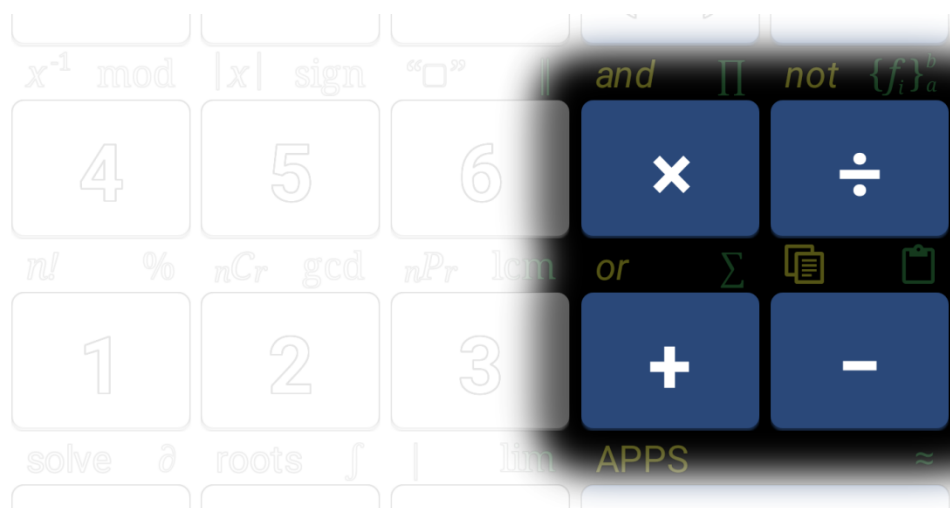 x⁻¹ mod |x| sign “□” || and ∏ not {fᵢ}ᵇₐ
4 5 6 × ÷
n! % nCr gcd nPr lcm or ∑
1 2 3 + −
solve ∂ roots ∫ | lim APPS ≈